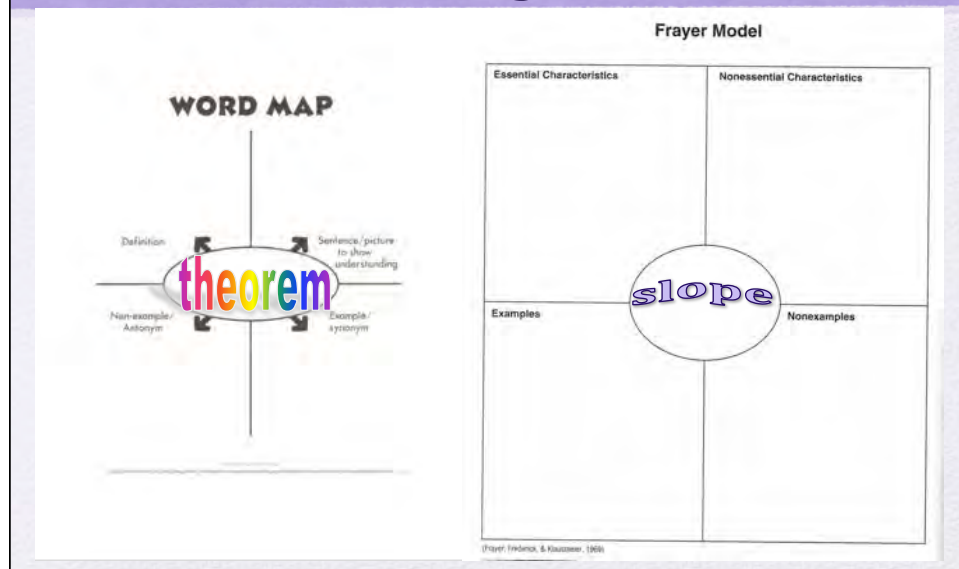 WORD MAP
Definition
Sentence/picture
to show
understanding
theorem
Non-example/
Antonym
Example/
synonym
Frayer Model
Essential Characteristics
Nonessential Characteristics
slope
Examples
Nonexamples
(Frayer, Frederick, & Klausmeier, 1969)